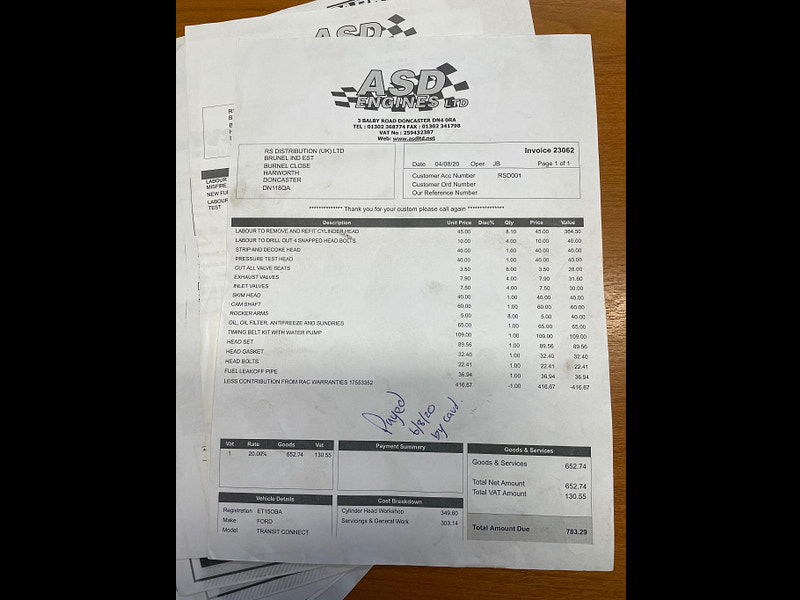 ASD
ASD
ENGINES LTD
3 BALBY ROAD DONCASTER DN4 0RA
TEL : 01302 368774 FAX : 01302 341798
VAT No : 259432387
Web: www.asdltd.net
RS DISTRIBUTION (UK) LTD
BRUNEL IND EST
BURNEL CLOSE
HARWORTH
DONCASTER
DN118QA
Invoice 23062
Date 04/08/20 Oper JB Page 1 of 1
Customer Acc Number RSD001
Customer Ord Number
Our Reference Number
LABOUR
MISFIRE
NEW FU
LABOUR
TEST
************** Thank you for your custom please call again ***************
Description Unit Price Disc% Qty Price Value
LABOUR TO REMOVE AND REFIT CYLINDER HEAD 45.00 8.10 45.00 364.50
LABOUR TO DRILL OUT 4 SNAPPED HEAD BOLTS 10.00 4.00 10.00 40.00
STRIP AND DECOKE HEAD 40.00 1.00 40.00 40.00
PRESSURE TEST HEAD 40.00 1.00 40.00 40.00
CUT ALL VALVE SEATS 3.50 8.00 3.50 28.00
EXHAUST VALVES 7.90 4.00 7.90 31.60
INLET VALVES 7.50 4.00 7.50 30.00
SKIM HEAD 40.00 1.00 40.00 40.00
CAM SHAFT 60.00 1.00 60.00 60.00
ROCKER ARMS 5.00 8.00 5.00 40.00
OIL, OIL FILTER, ANTIFREEZE AND SUNDRIES 65.00 1.00 65.00 65.00
TIMING BELT KIT WITH WATER PUMP 109.00 1.00 109.00 109.00
HEAD SET 89.56 1.00 89.56 89.56
HEAD GASKET 32.40 1.00 32.40 32.40
HEAD BOLTS 22.41 1.00 22.41 22.41
FUEL LEAKOFF PIPE 36.94 1.00 36.94 36.94
LESS CONTRIBUTION FROM RAC WARRANTIES 17553352 416.67 -1.00 416.67 -416.67
Payed
6/8/20
by card.
Vat Rate Goods Vat
1 20.00% 652.74 130.55
Payment Summary
Goods & Services
Goods & Services 652.74
Total Net Amount 652.74
Total VAT Amount 130.55
Total Amount Due 783.29
Vehicle Details
Registration ET15OBA
Make FORD
Model TRANSIT CONNECT
Cost Breakdown
Cylinder Head Workshop 349.60
Servicings & General Work 303.14